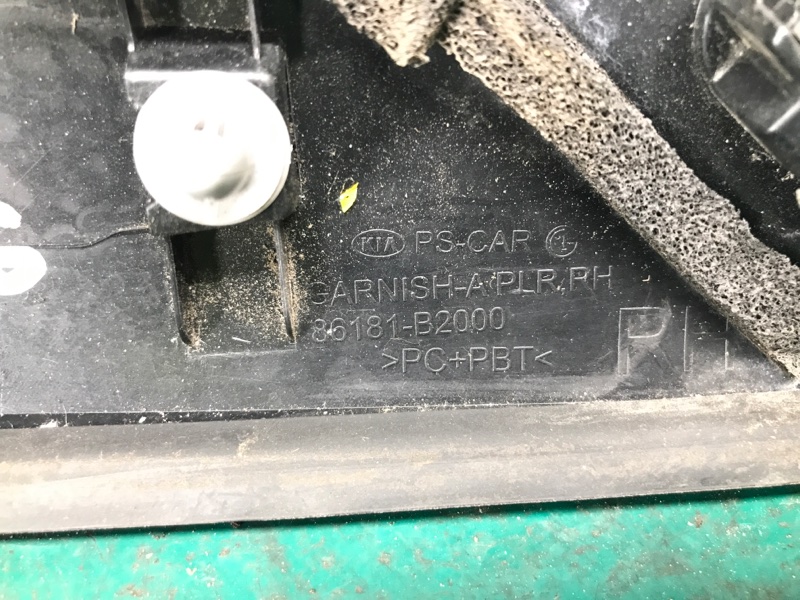 KIA PS-CAR
GARNISH-A PLR,RH
86181-B2000
>PC+PBT<
RH